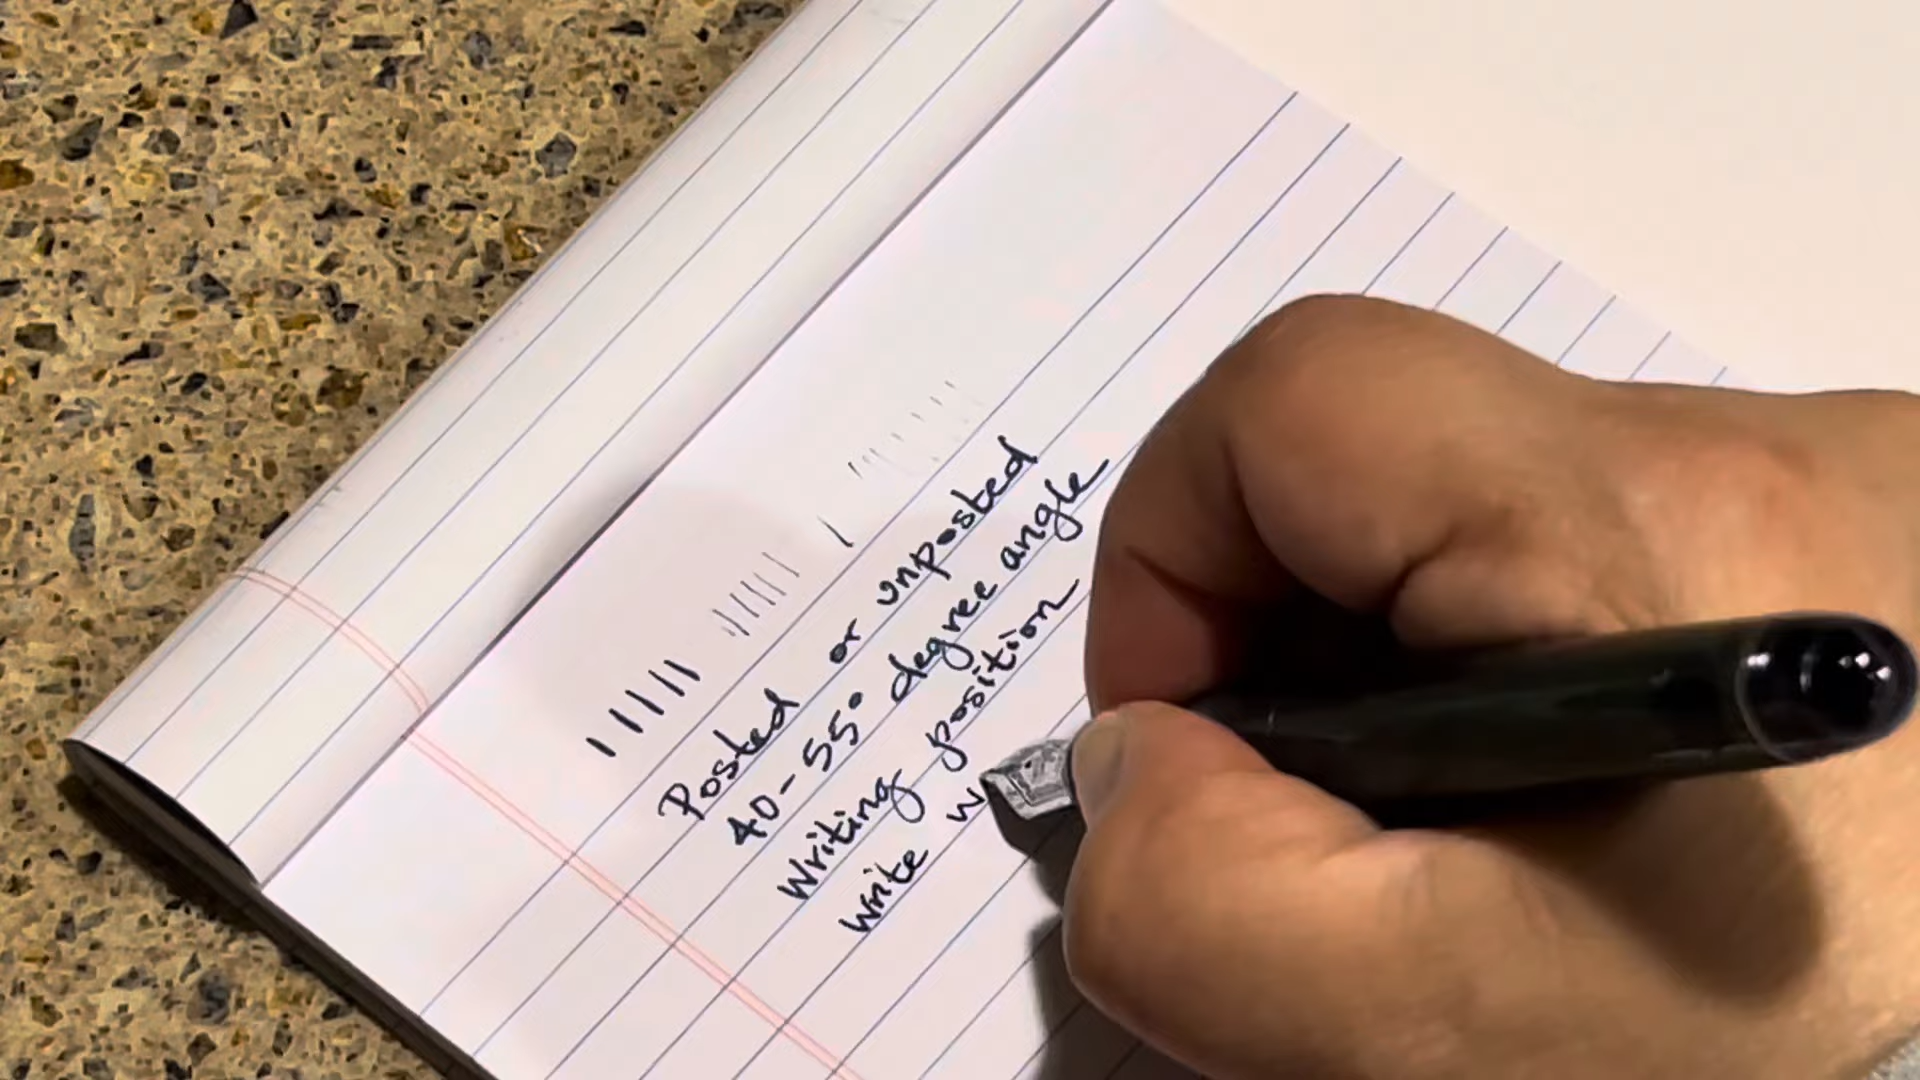 Posted or unposted
40-55° degree angle
Writing position
Write w